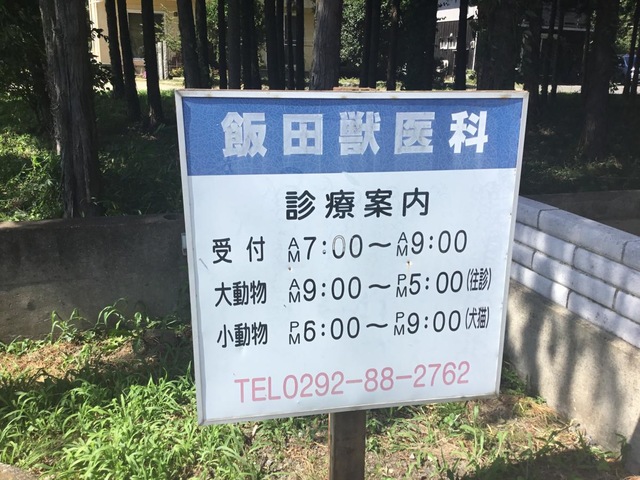 飯田獣医科
診療案内
受付 AM7:00～AM9:00
大動物 AM9:00～PM5:00(往診)
小動物 PM6:00～PM9:00(犬猫)
TEL0292-88-2762